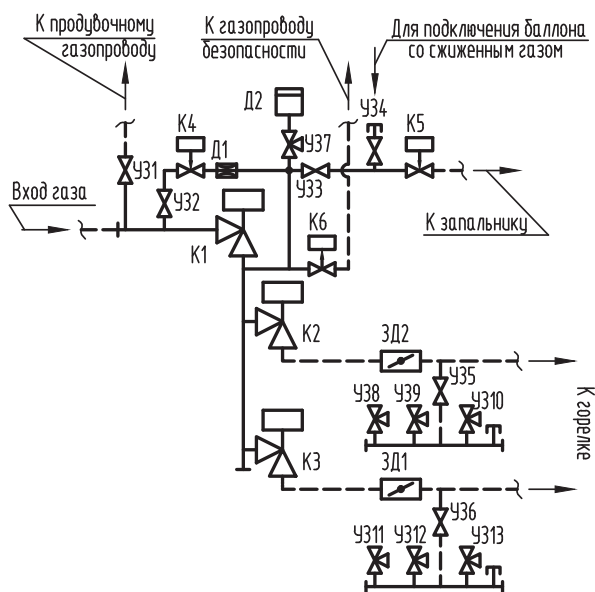 К продувочному
газопроводу
К газопроводу
безопасности
Для подключения баллона
со сжиженным газом
Д2
К4
Д1
УЗ7
УЗ4
К5
УЗ1
УЗ3
Вход газа
УЗ2
К запальнику
К6
К1
К2
ЗД2
УЗ5
УЗ8
УЗ9
УЗ10
К горелке
К3
ЗД1
УЗ6
УЗ11
УЗ12
УЗ13